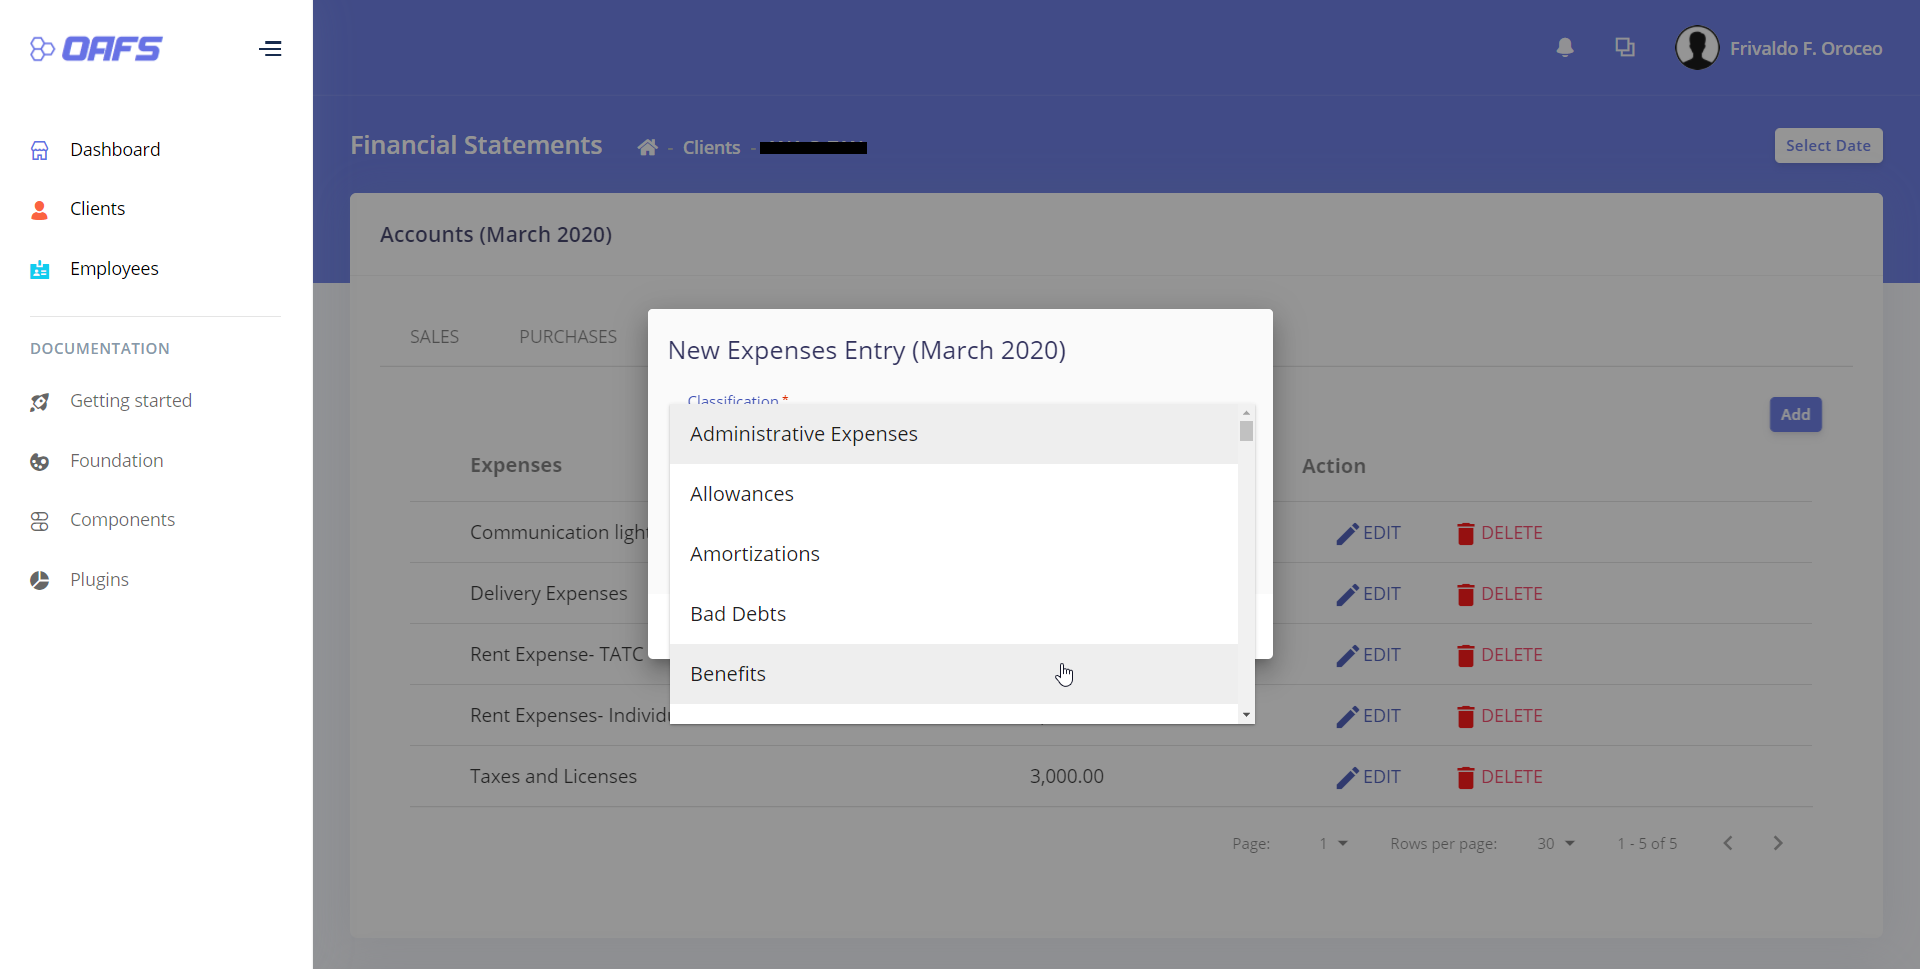 OAFS
Frivaldo F. Oroceo
Dashboard
Clients
Employees
DOCUMENTATION
Getting started
Foundation
Components
Plugins
Financial Statements - Clients -
Select Date
Accounts (March 2020)
SALES PURCHASES
New Expenses Entry (March 2020)
Classification *
Administrative Expenses
Allowances
Amortizations
Bad Debts
Benefits
Add
Expenses Action
Communication light EDIT DELETE
Delivery Expenses EDIT DELETE
Rent Expense- TATC EDIT DELETE
Rent Expenses- Individ EDIT DELETE
Taxes and Licenses 3,000.00 EDIT DELETE
Page: 1 Rows per page: 30 1 - 5 of 5